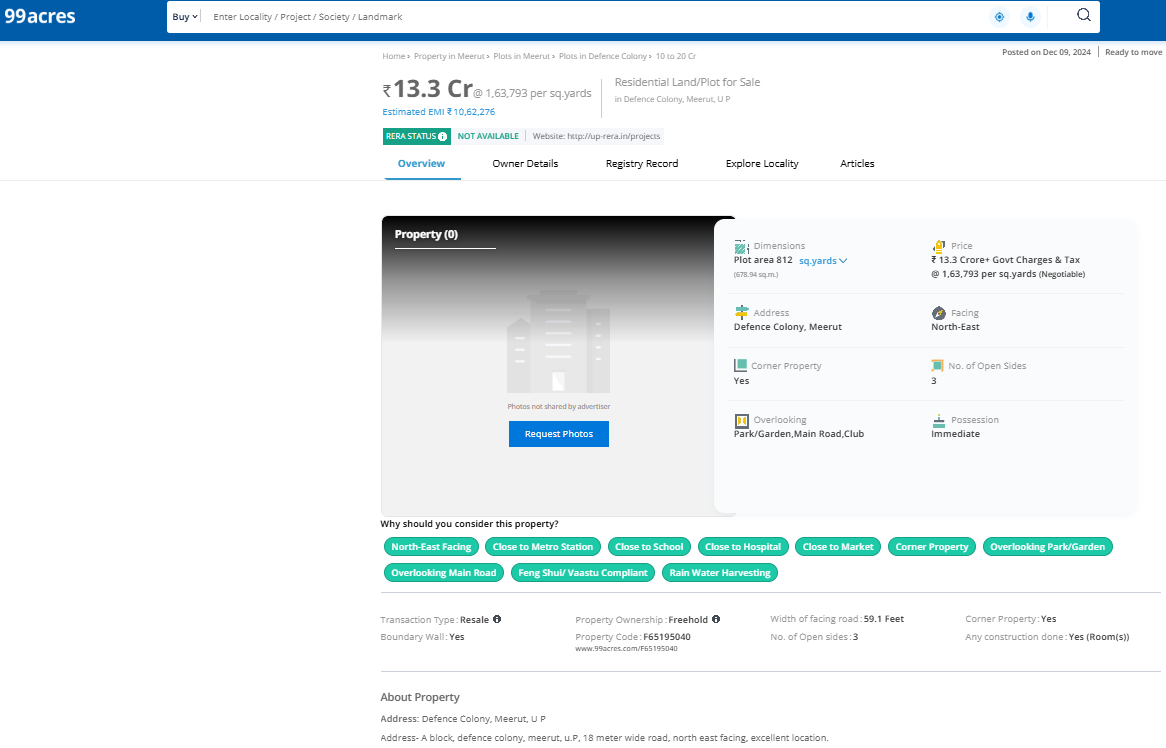 99acres
Buy Enter Locality / Project / Society / Landmark
Home› Property in Meerut› Plots in Meerut› Plots in Defence Colony› 10 to 20 Cr
Posted on Dec 09, 2024 | Ready to move
₹13.3 Cr@ 1,63,793 per sq.yards
Estimated EMI ₹10,62,276
Residential Land/Plot for Sale
in Defence Colony, Meerut, U P
RERA STATUS NOT AVAILABLE Website: http://up-rera.in/projects
Overview Owner Details Registry Record Explore Locality Articles
Property (0)
Photos not shared by advertiser
Request Photos
Dimensions
Plot area 812 sq.yards
(678.94 sq.m.)
Price
₹ 13.3 Crore+ Govt Charges & Tax
@ 1,63,793 per sq.yards (Negotiable)
Address
Defence Colony, Meerut
Facing
North-East
Corner Property
Yes
No. of Open Sides
3
Overlooking
Park/Garden,Main Road,Club
Possession
Immediate
Why should you consider this property?
North-East Facing Close to Metro Station Close to School Close to Hospital Close to Market Corner Property Overlooking Park/Garden
Overlooking Main Road Feng Shui/ Vaastu Compliant Rain Water Harvesting
Transaction Type: Resale Property Ownership: Freehold Width of facing road: 59.1 Feet Corner Property: Yes
Boundary Wall: Yes Property Code: F65195040 No. of Open sides: 3 Any construction done: Yes (Room(s))
www.99acres.com/F65195040
About Property
Address: Defence Colony, Meerut, U P
Address- A block, defence colony, meerut, u.P, 18 meter wide road, north east facing, excellent location.